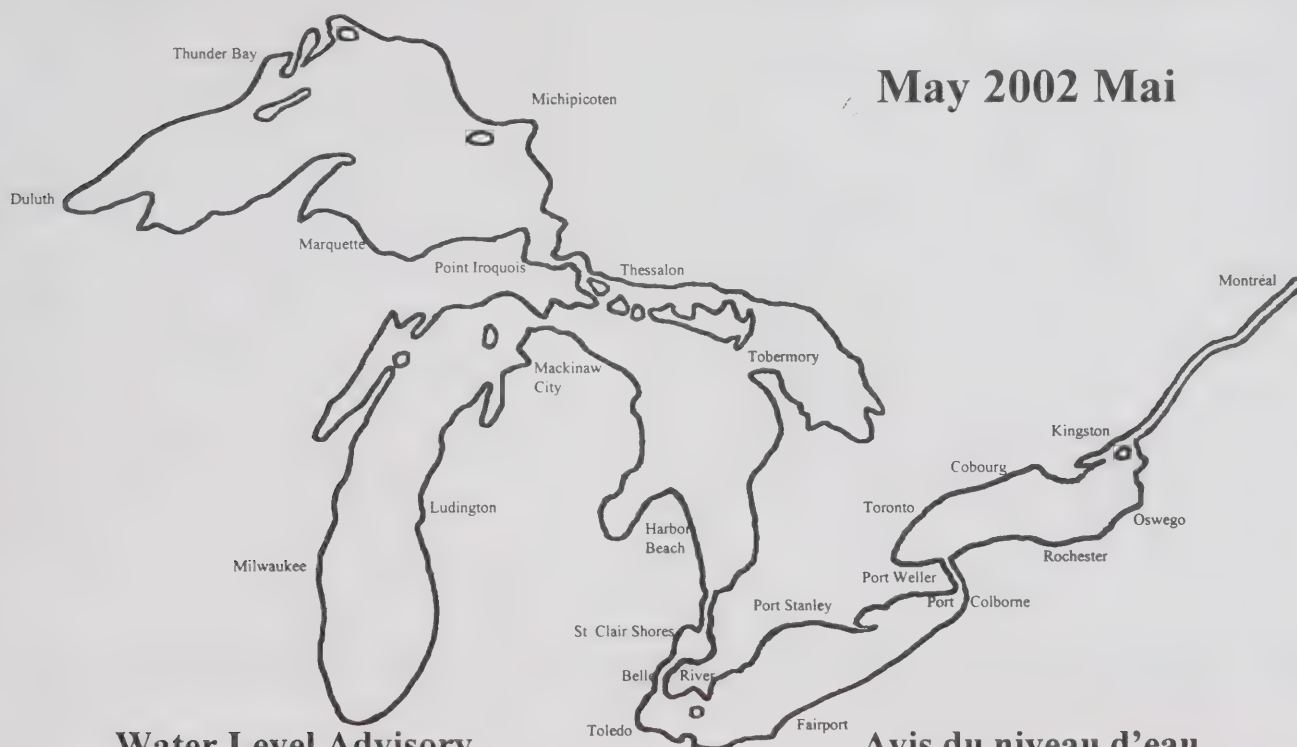 May 2002 Mai
Thunder Bay
Michipicoten
Duluth
Marquette
Point Iroquois
Thessalon
Montréal
Tobermory
Mackinaw
City
Kingston
Cobourg
Ludington
Toronto
Oswego
Harbor
Beach
Rochester
Milwaukee
Port Weller
Port Colborne
Port Stanley
St Clair Shores
Belle River
Toledo
Fairport
Water Level Advisory
Avis du niveau d'eau